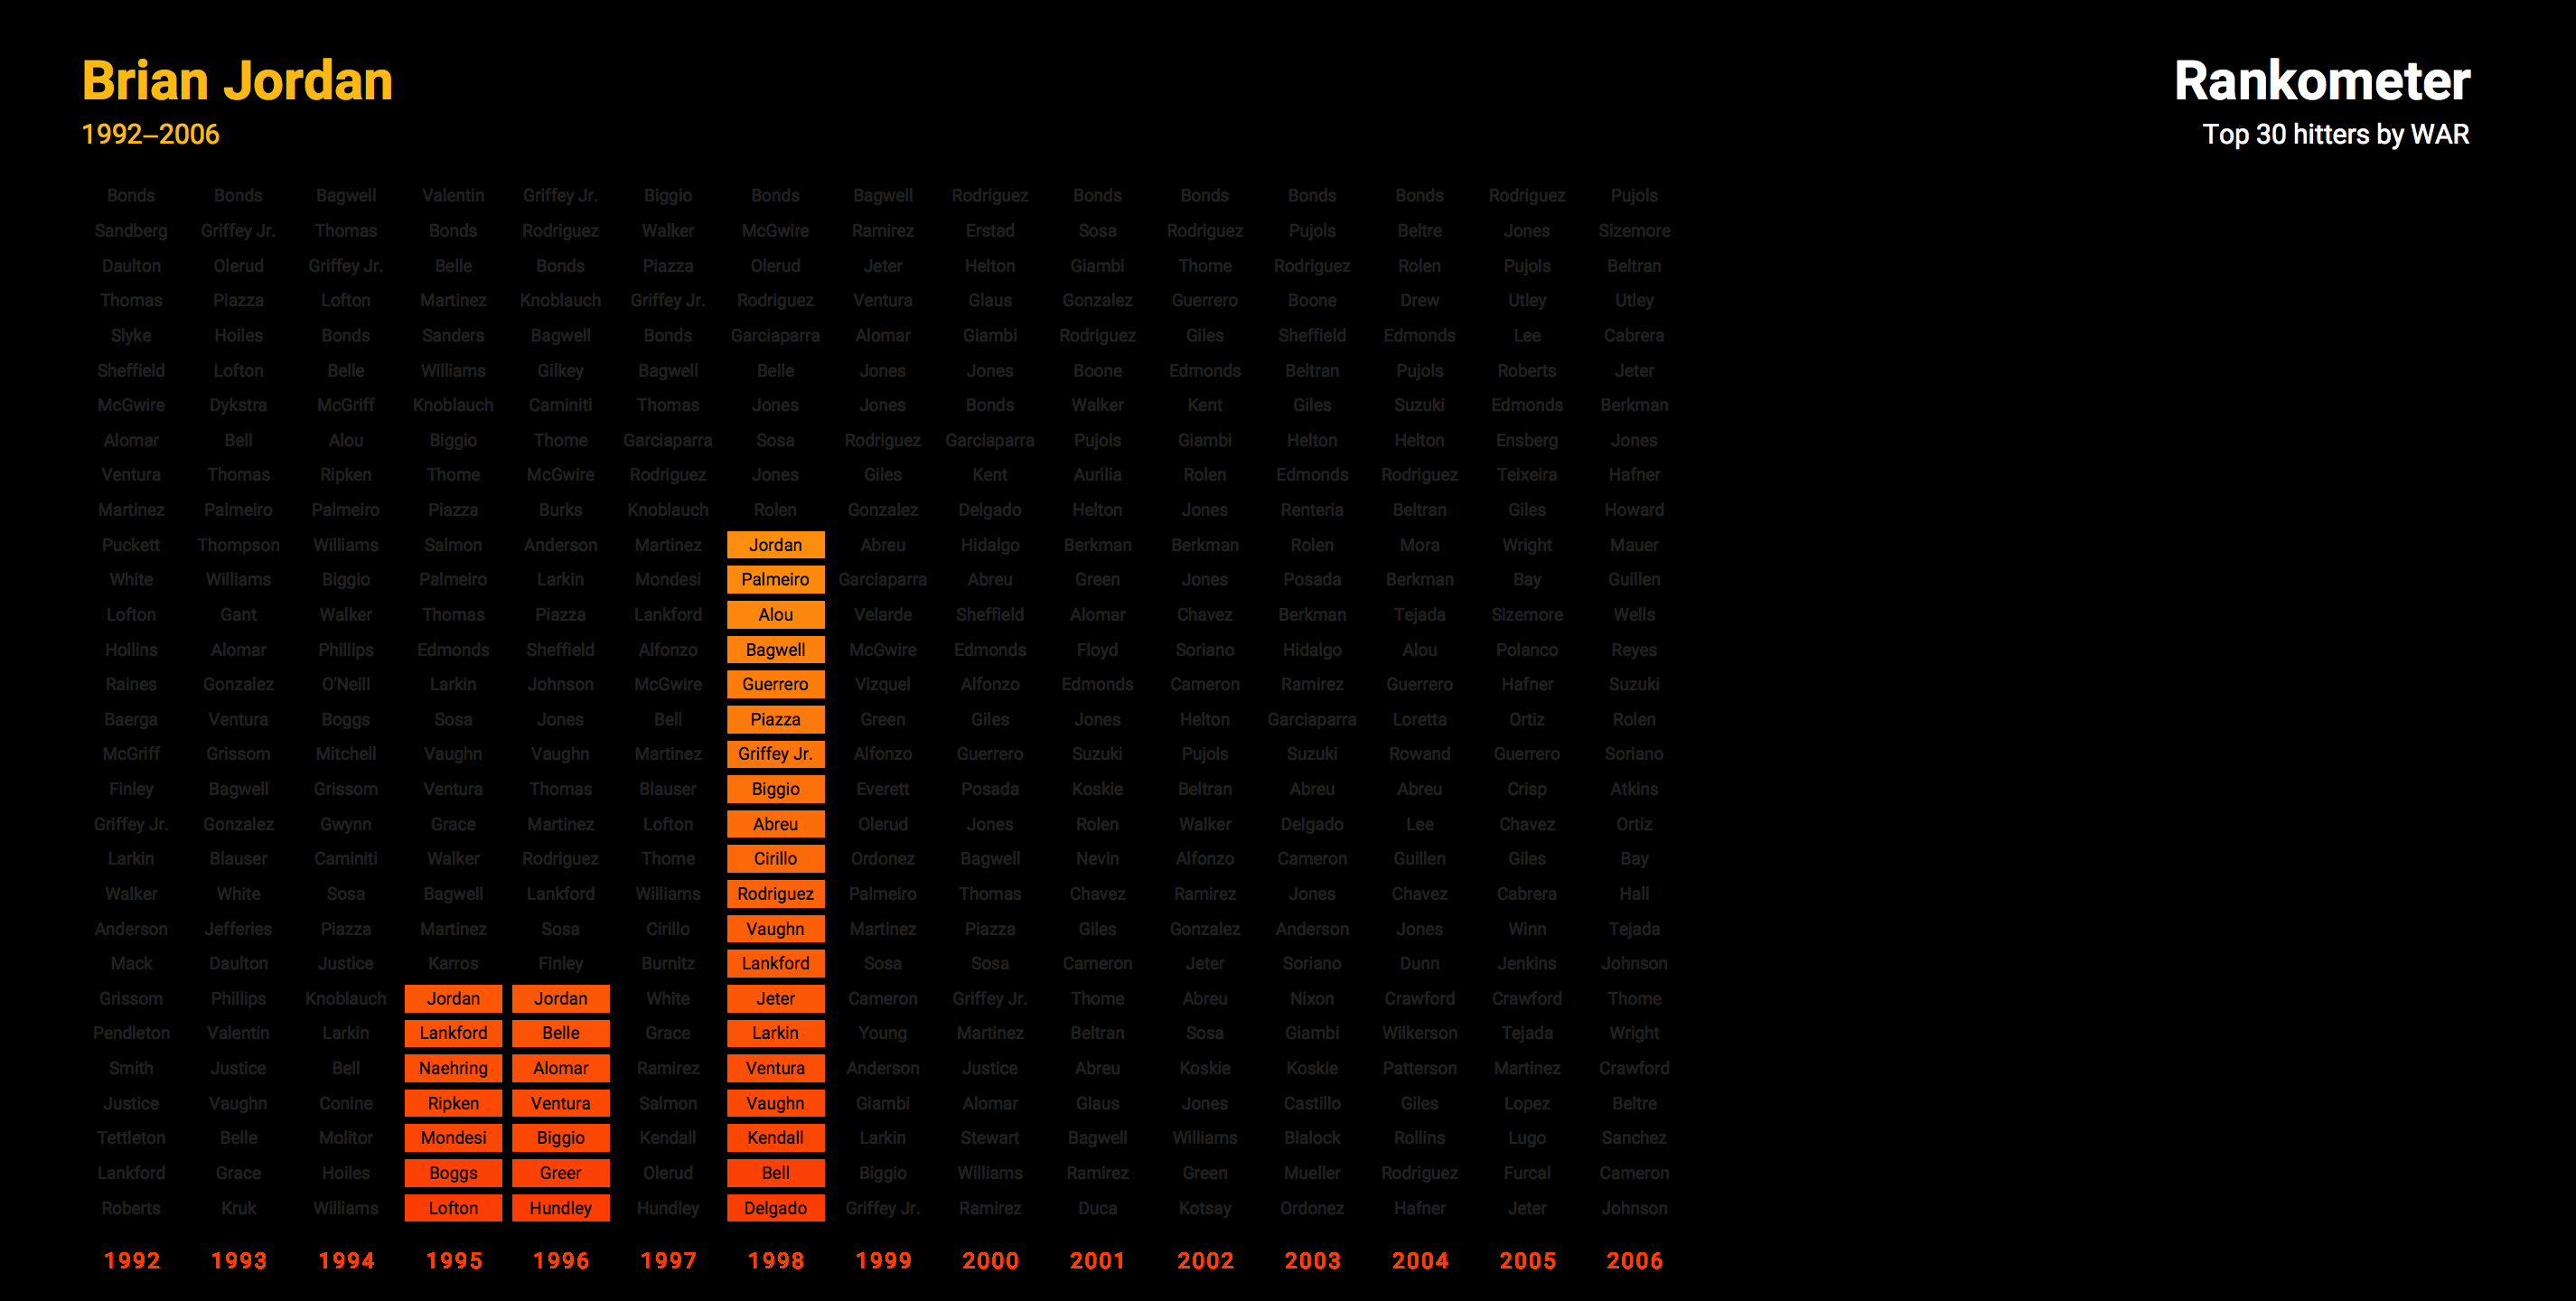 Brian Jordan
1992–2006
Rankometer
Top 30 hitters by WAR
Bonds Bonds Bagwell Valentin Griffey Jr. Biggio Bonds Bagwell Rodriguez Bonds Bonds Bonds Bonds Rodriguez Pujols
Sandberg Griffey Jr. Thomas Bonds Rodriguez Walker McGwire Ramirez Erstad Sosa Rodriguez Pujols Beltre Jones Sizemore
Daulton Olerud Griffey Jr. Belle Bonds Piazza Olerud Jeter Helton Giambi Thome Rodriguez Rolen Pujols Beltran
Thomas Piazza Lofton Martinez Knoblauch Griffey Jr. Rodriguez Ventura Glaus Gonzalez Guerrero Boone Drew Utley Utley
Slyke Hoiles Bonds Sanders Bagwell Bonds Garciaparra Alomar Giambi Rodriguez Giles Sheffield Edmonds Lee Cabrera
Sheffield Lofton Belle Williams Gilkey Bagwell Belle Jones Jones Boone Edmonds Beltran Pujols Roberts Jeter
McGwire Dykstra McGriff Knoblauch Caminiti Thomas Jones Jones Bonds Walker Kent Giles Suzuki Edmonds Berkman
Alomar Bell Alou Biggio Thome Garciaparra Sosa Rodriguez Garciaparra Pujols Giambi Helton Helton Ensberg Jones
Ventura Thomas Ripken Thome McGwire Rodriguez Jones Giles Kent Aurilia Rolen Edmonds Rodriguez Teixeira Hafner
Martinez Palmeiro Palmeiro Piazza Burks Knoblauch Rolen Gonzalez Delgado Helton Jones Renteria Beltran Giles Howard
Puckett Thompson Williams Salmon Anderson Martinez Jordan Abreu Hidalgo Berkman Berkman Rolen Mora Wright Mauer
White Williams Biggio Palmeiro Larkin Mondesi Palmeiro Garciaparra Abreu Green Jones Posada Berkman Bay Guillen
Lofton Gant Walker Thomas Piazza Lankford Alou Velarde Sheffield Alomar Chavez Berkman Tejada Sizemore Wells
Hollins Alomar Phillips Edmonds Sheffield Alfonzo Bagwell McGwire Edmonds Floyd Soriano Hidalgo Alou Polanco Reyes
Raines Gonzalez O'Neill Larkin Johnson McGwire Guerrero Vizquel Alfonzo Edmonds Cameron Ramirez Guerrero Hafner Suzuki
Baerga Ventura Boggs Sosa Jones Bell Piazza Green Giles Jones Helton Garciaparra Loretta Ortiz Rolen
McGriff Grissom Mitchell Vaughn Vaughn Martinez Griffey Jr. Alfonzo Guerrero Suzuki Pujols Suzuki Rowand Guerrero Soriano
Finley Bagwell Grissom Ventura Thomas Blauser Biggio Everett Posada Koskie Beltran Abreu Abreu Crisp Atkins
Griffey Jr. Gonzalez Gwynn Grace Martinez Lofton Abreu Olerud Jones Rolen Walker Delgado Lee Chavez Ortiz
Larkin Blauser Caminiti Walker Rodriguez Thome Cirillo Ordonez Bagwell Nevin Alfonzo Cameron Guillen Giles Bay
Walker White Sosa Bagwell Lankford Williams Rodriguez Palmeiro Thomas Chavez Ramirez Jones Chavez Cabrera Hall
Anderson Jefferies Piazza Martinez Sosa Cirillo Vaughn Martinez Piazza Giles Gonzalez Anderson Jones Winn Tejada
Mack Daulton Justice Karros Finley Burnitz Lankford Sosa Sosa Cameron Jeter Soriano Dunn Jenkins Johnson
Grissom Phillips Knoblauch Jordan Jordan White Jeter Cameron Griffey Jr. Thome Abreu Nixon Crawford Crawford Thome
Pendleton Valentin Larkin Lankford Belle Grace Larkin Young Martinez Beltran Sosa Giambi Wilkerson Tejada Wright
Smith Justice Bell Naehring Alomar Ramirez Ventura Anderson Justice Abreu Koskie Koskie Patterson Martinez Crawford
Justice Vaughn Conine Ripken Ventura Salmon Vaughn Giambi Alomar Glaus Jones Castillo Giles Lopez Beltre
Tettleton Belle Molitor Mondesi Biggio Kendall Kendall Larkin Stewart Bagwell Williams Blalock Rollins Lugo Sanchez
Lankford Grace Hoiles Boggs Greer Olerud Bell Biggio Williams Ramirez Green Mueller Rodriguez Furcal Cameron
Roberts Kruk Williams Lofton Hundley Hundley Delgado Griffey Jr. Ramirez Duca Kotsay Ordonez Hafner Jeter Johnson
1992 1993 1994 1995 1996 1997 1998 1999 2000 2001 2002 2003 2004 2005 2006